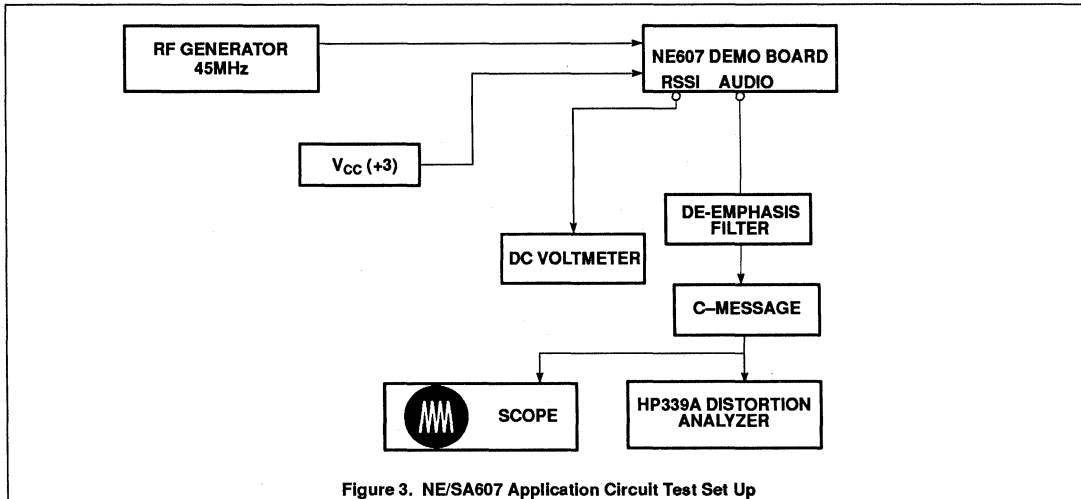 RF GENERATOR
45MHz
NE607 DEMO BOARD
RSSI AUDIO
VCC (+3)
DE-EMPHASIS
FILTER
DC VOLTMETER
C–MESSAGE
SCOPE
HP339A DISTORTION
ANALYZER
Figure 3. NE/SA607 Application Circuit Test Set Up